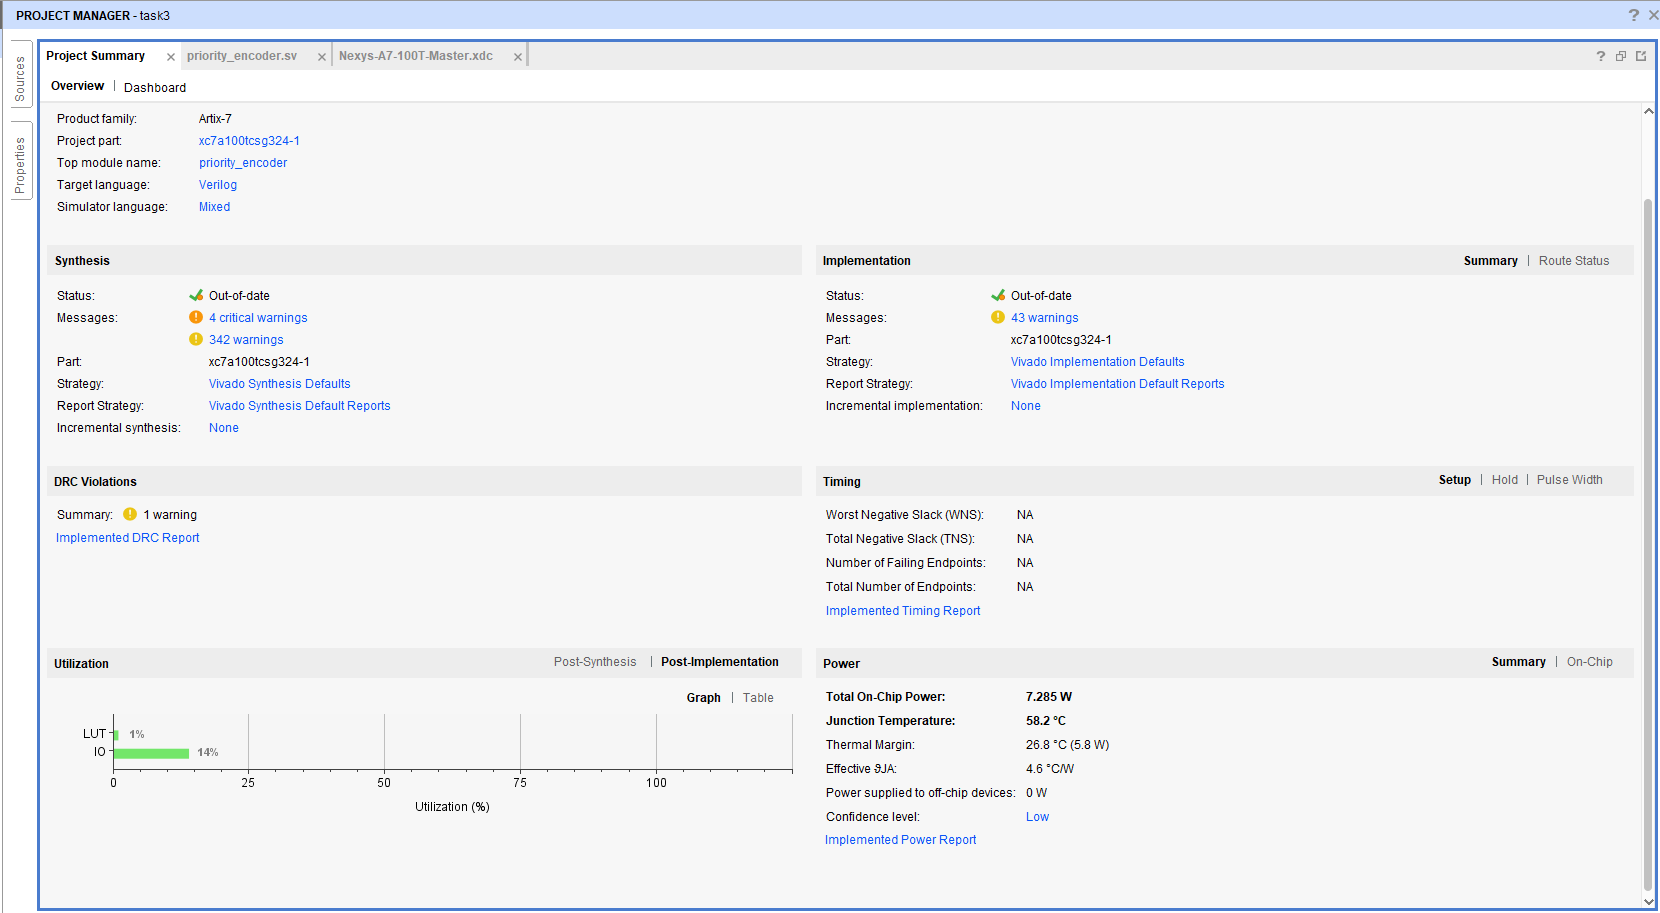 PROJECT MANAGER - task3
Sources
Properties
Project Summary
priority_encoder.sv
Nexys-A7-100T-Master.xdc
Overview | Dashboard
Product family: Artix-7
Project part: xc7a100tcsg324-1
Top module name: priority_encoder
Target language: Verilog
Simulator language: Mixed
Synthesis
Status: Out-of-date
Messages: 4 critical warnings
342 warnings
Part: xc7a100tcsg324-1
Strategy: Vivado Synthesis Defaults
Report Strategy: Vivado Synthesis Default Reports
Incremental synthesis: None
Implementation
Summary | Route Status
Status: Out-of-date
Messages: 43 warnings
Part: xc7a100tcsg324-1
Strategy: Vivado Implementation Defaults
Report Strategy: Vivado Implementation Default Reports
Incremental implementation: None
DRC Violations
Summary: 1 warning
Implemented DRC Report
Timing
Setup | Hold | Pulse Width
Worst Negative Slack (WNS): NA
Total Negative Slack (TNS): NA
Number of Failing Endpoints: NA
Total Number of Endpoints: NA
Implemented Timing Report
Utilization
Post-Synthesis | Post-Implementation
Graph | Table
LUT 1%
IO 14%
0 25 50 75 100
Utilization (%)
Power
Summary | On-Chip
Total On-Chip Power: 7.285 W
Junction Temperature: 58.2 °C
Thermal Margin: 26.8 °C (5.8 W)
Effective ϑJA: 4.6 °C/W
Power supplied to off-chip devices: 0 W
Confidence level: Low
Implemented Power Report